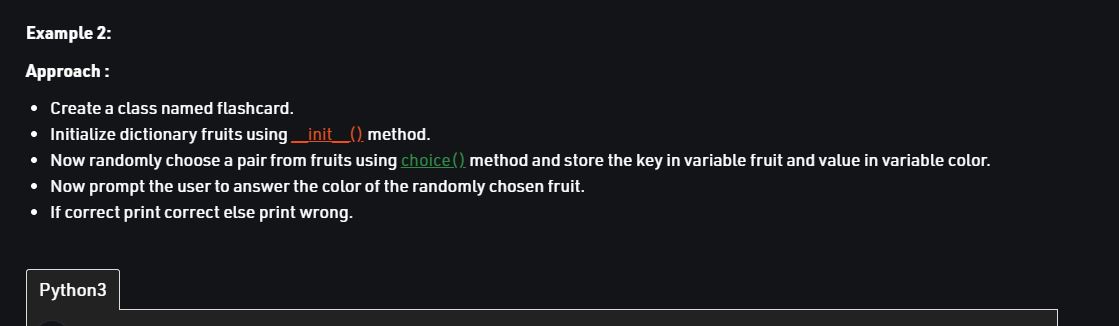 Example 2:
Approach :
• Create a class named flashcard.
• Initialize dictionary fruits using __init__() method.
• Now randomly choose a pair from fruits using choice() method and store the key in variable fruit and value in variable color.
• Now prompt the user to answer the color of the randomly chosen fruit.
• If correct print correct else print wrong.
Python3